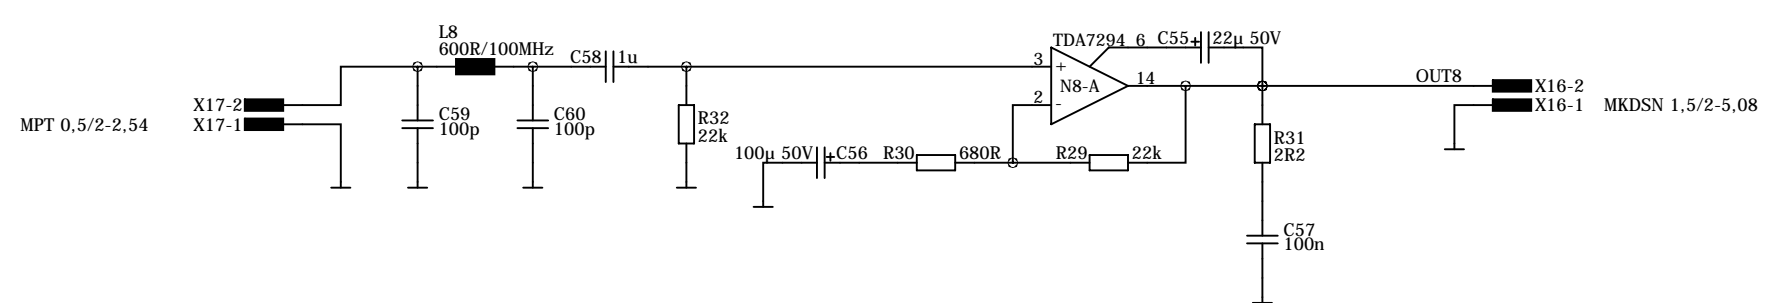 L8
600R/100MHz
C58
1u
TDA7294
6
C55
+
22µ 50V
3
+
N8-A
14
OUT8
X16-2
X17-2
2
-
X16-1
MKDSN 1,5/2-5,08
MPT 0,5/2-2,54
X17-1
C59
100p
C60
100p
R32
22k
R31
2R2
100µ 50V
+
C56
R30
680R
R29
22k
C57
100n